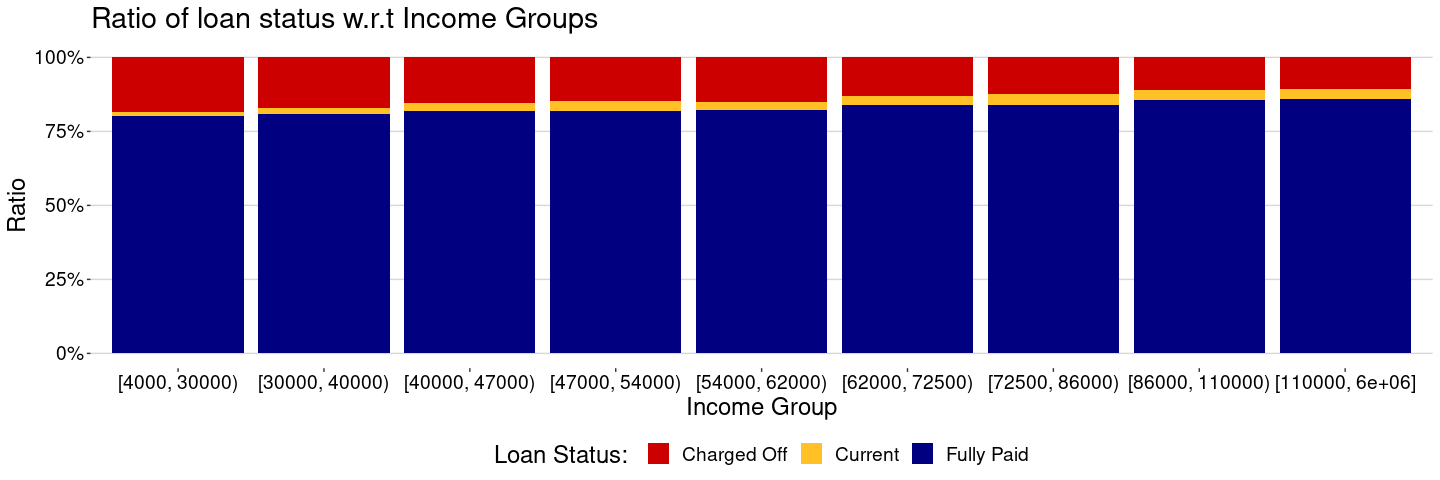 Ratio of loan status w.r.t Income Groups
100%
75%
50%
25%
0%
Ratio
[4000, 30000) [30000, 40000) [40000, 47000) [47000, 54000) [54000, 62000) [62000, 72500) [72500, 86000) [86000, 110000) [110000, 6e+06]
Income Group
Loan Status: Charged Off Current Fully Paid